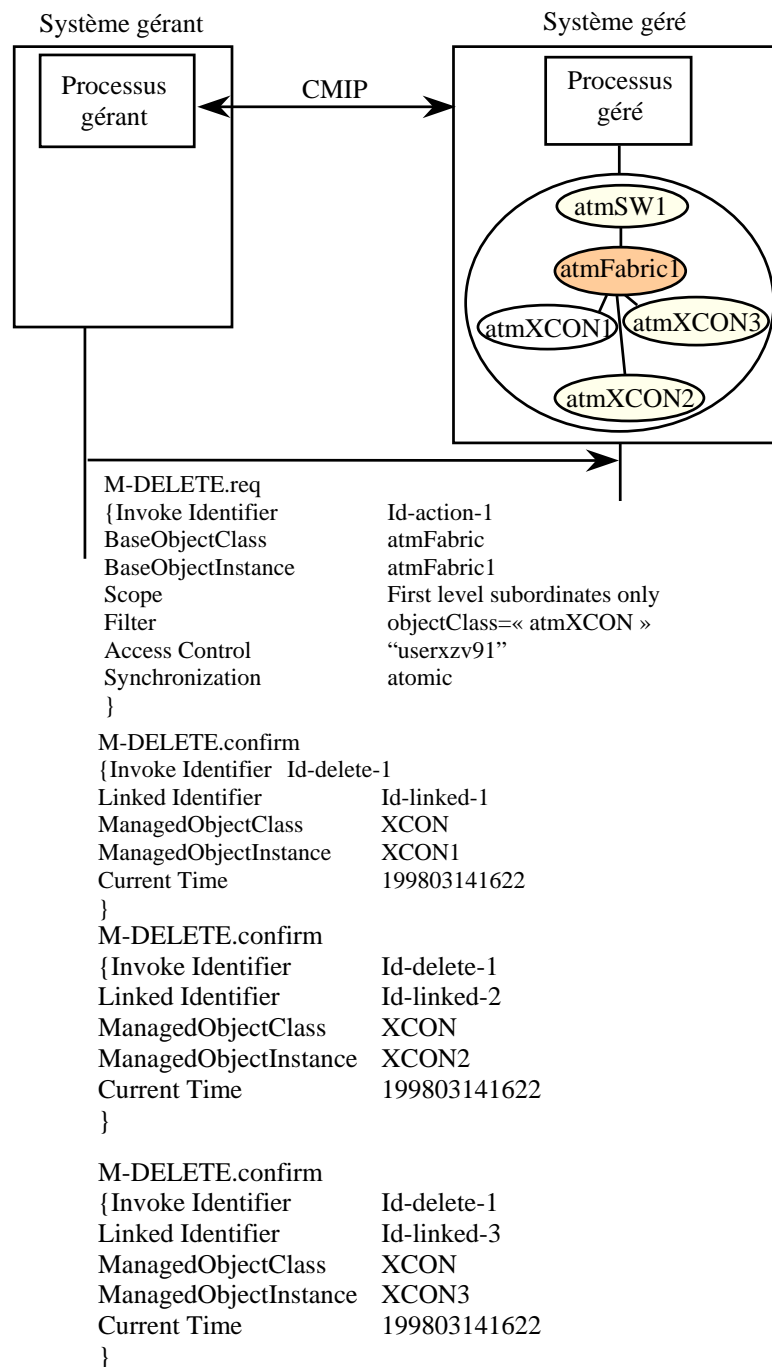 Système gérant
Système géré
Processus
gérant
CMIP
Processus
géré
atmSW1
atmFabric1
atmXCON1
atmXCON3
atmXCON2
M-DELETE.req
{Invoke Identifier Id-action-1
BaseObjectClass atmFabric
BaseObjectInstance atmFabric1
Scope First level subordinates only
Filter objectClass=« atmXCON »
Access Control “userxzv91”
Synchronization atomic
}
M-DELETE.confirm
{Invoke Identifier Id-delete-1
Linked Identifier Id-linked-1
ManagedObjectClass XCON
ManagedObjectInstance XCON1
Current Time 199803141622
}
M-DELETE.confirm
{Invoke Identifier Id-delete-1
Linked Identifier Id-linked-2
ManagedObjectClass XCON
ManagedObjectInstance XCON2
Current Time 199803141622
}
M-DELETE.confirm
{Invoke Identifier Id-delete-1
Linked Identifier Id-linked-3
ManagedObjectClass XCON
ManagedObjectInstance XCON3
Current Time 199803141622
}